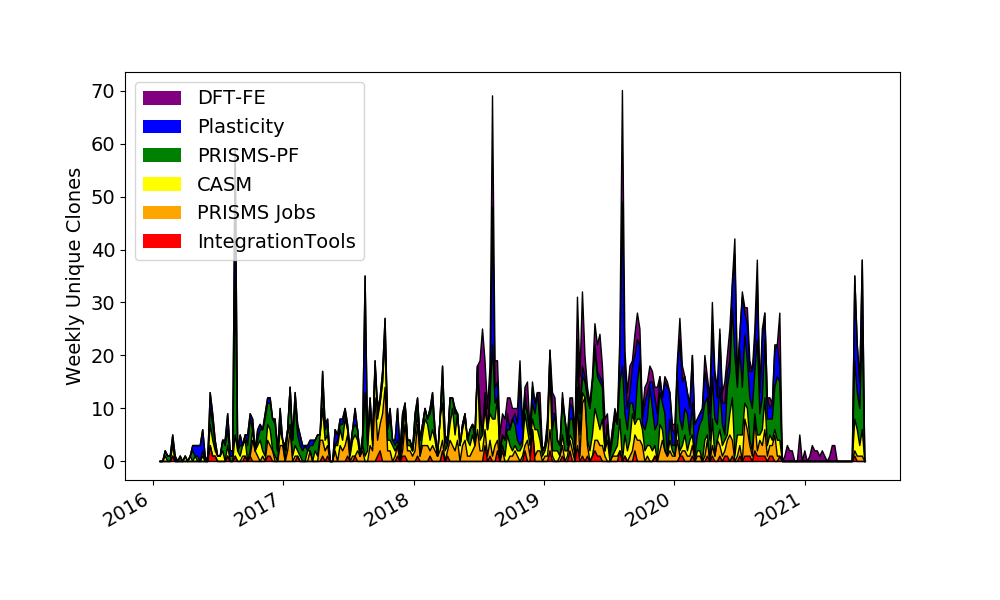 Weekly Unique Clones
70
60
50
40
30
20
10
0
DFT-FE
Plasticity
PRISMS-PF
CASM
PRISMS Jobs
IntegrationTools
2016
2017
2018
2019
2020
2021